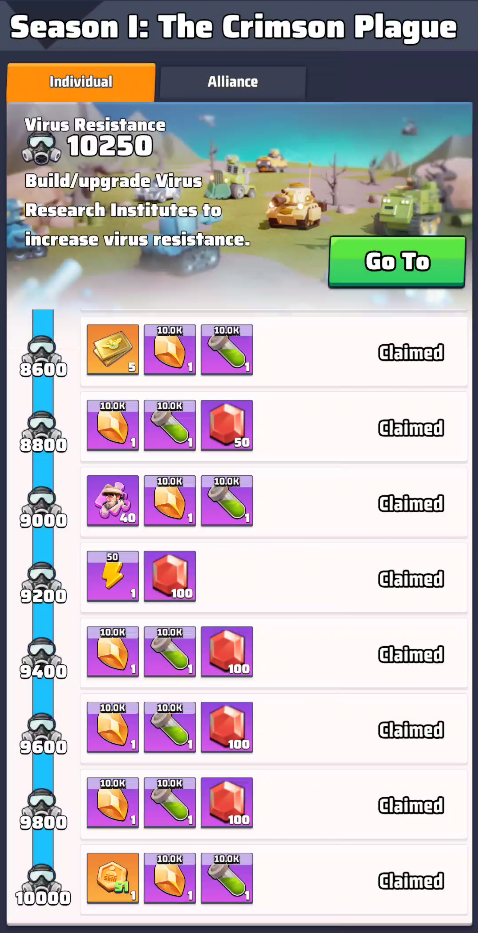 Season 1: The Crimson Plague
Individual
Alliance
Virus Resistance
10250
Build/upgrade Virus
Research Institutes to
increase virus resistance.
Go To
8600
5
10.0K
1
10.0K
1
Claimed
8800
10.0K
1
10.0K
1
50
Claimed
9000
40
10.0K
1
10.0K
1
Claimed
9200
50
1
100
Claimed
9400
10.0K
1
10.0K
1
100
Claimed
9600
10.0K
1
10.0K
1
100
Claimed
9800
10.0K
1
10.0K
1
100
Claimed
10000
S1
1
10.0K
1
10.0K
1
Claimed